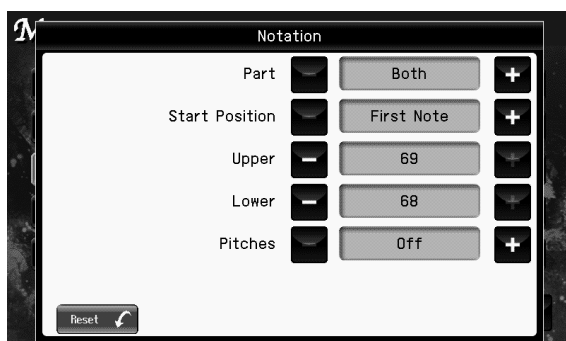 M
Notation
Part - Both +
Start Position - First Note +
Upper - 69 +
Lower - 68 +
Pitches - Off +
Reset